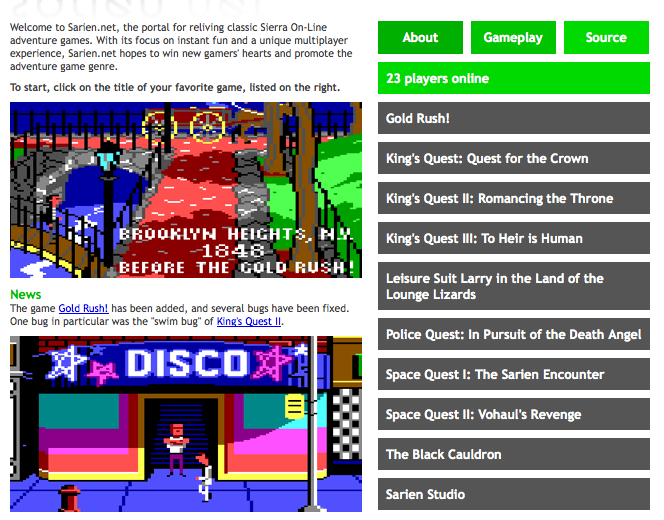 Welcome to Sarien.net, the portal for reliving classic Sierra On-Line
adventure games. With its focus on instant fun and a unique multiplayer
experience, Sarien.net hopes to win new gamers' hearts and promote the
adventure game genre.
To start, click on the title of your favorite game, listed on the right.
BROOKLYN HEIGHTS, N.Y.
1848
BEFORE THE GOLD RUSH!
News
The game Gold Rush! has been added, and several bugs have been fixed.
One bug in particular was the "swim bug" of King's Quest II.
DISCO
About
Gameplay
Source
23 players online
Gold Rush!
King's Quest: Quest for the Crown
King's Quest II: Romancing the Throne
King's Quest III: To Heir is Human
Leisure Suit Larry in the Land of the
Lounge Lizards
Police Quest: In Pursuit of the Death Angel
Space Quest I: The Sarien Encounter
Space Quest II: Vohaul's Revenge
The Black Cauldron
Sarien Studio